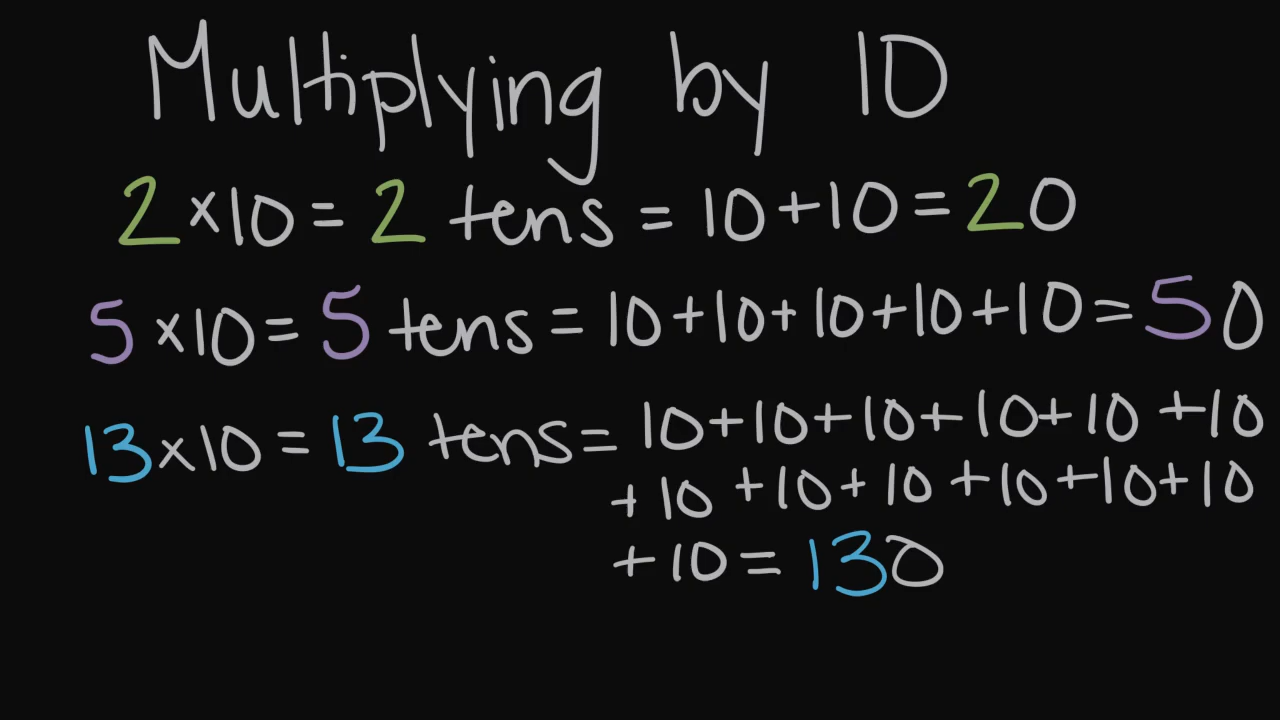 Multiplying by 10
2 × 10 = 2 tens = 10 + 10 = 20
5 × 10 = 5 tens = 10 + 10 + 10 + 10 + 10 = 50
13 × 10 = 13 tens = 10 + 10 + 10 + 10 + 10 + 10
+ 10 + 10 + 10 + 10 + 10 + 10
+ 10 = 130